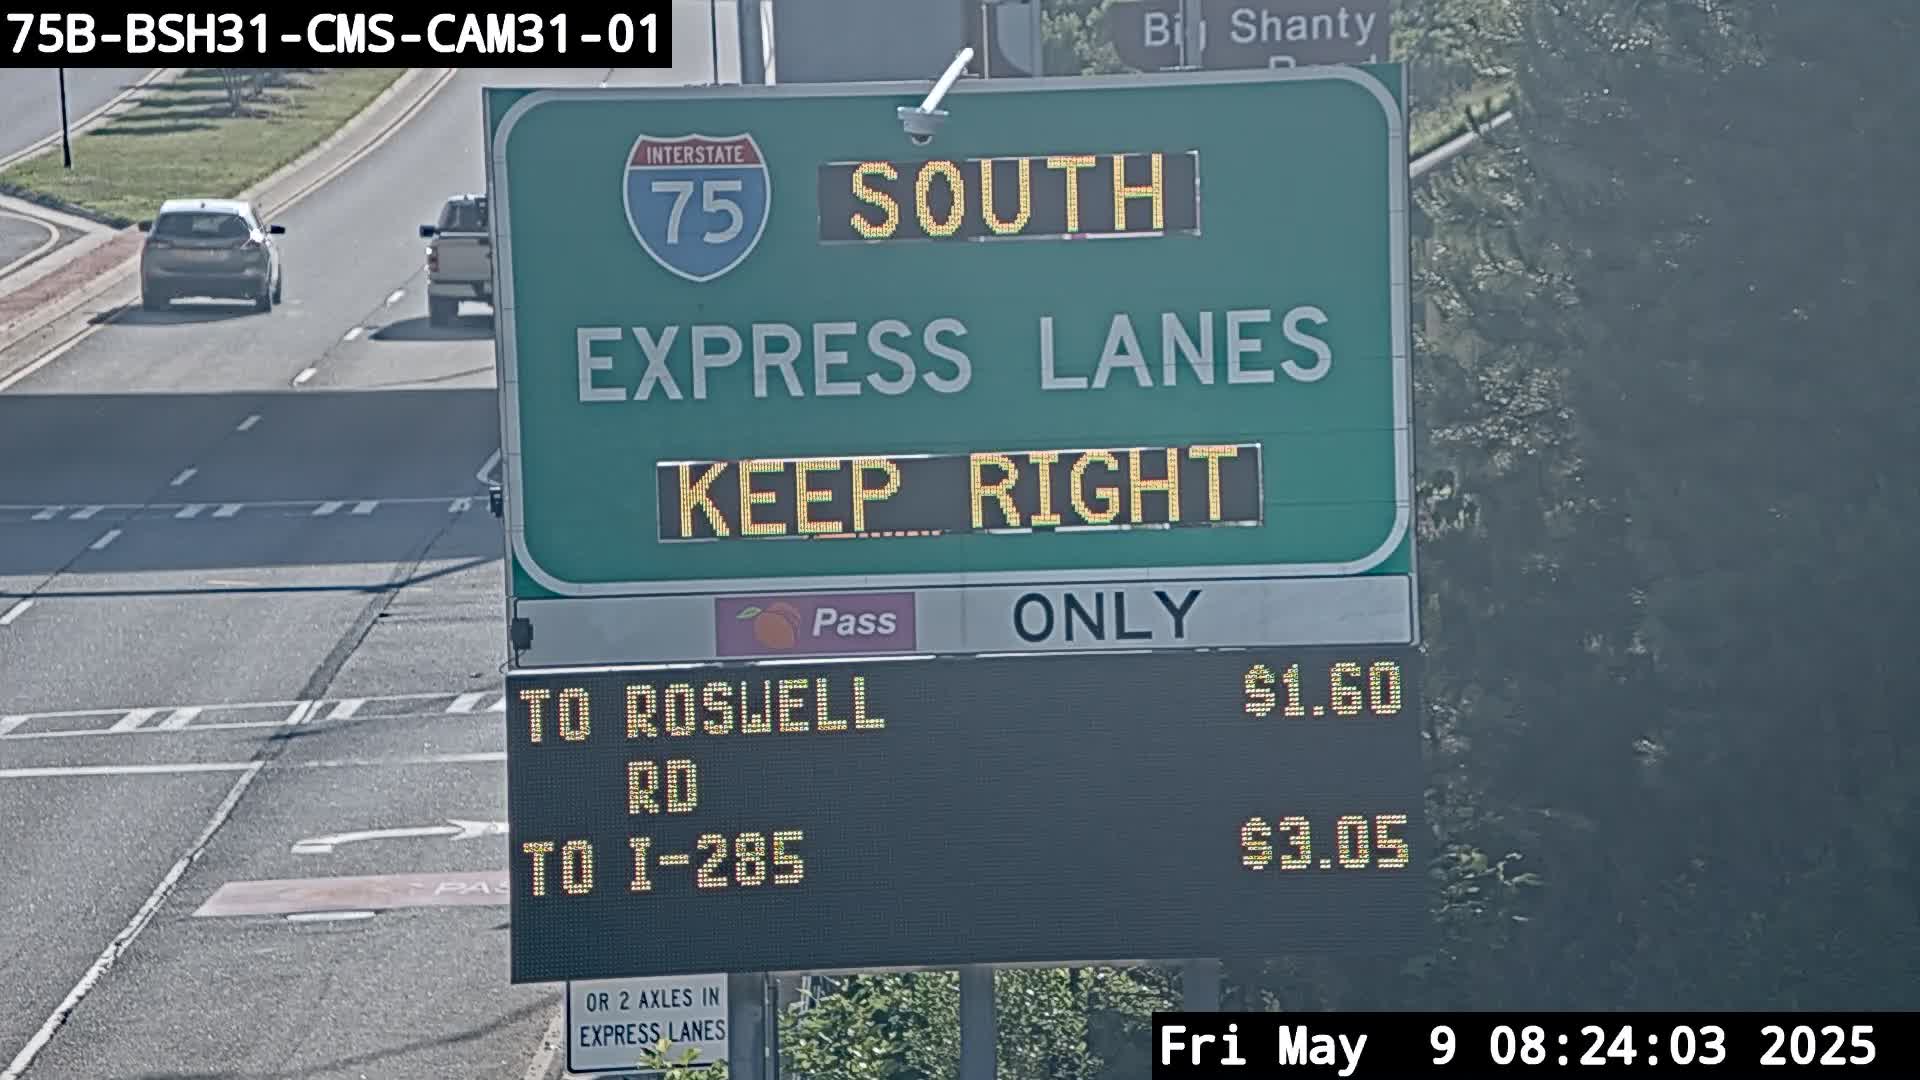 75B-BSH31-CMS-CAM31-01
Big Shanty
INTERSTATE
75
SOUTH
EXPRESS LANES
KEEP RIGHT
Pass ONLY
TO ROSWELL $1.60
RD
TO I-285 $3.05
OR 2 AXLES IN
EXPRESS LANES
Fri May 9 08:24:03 2025